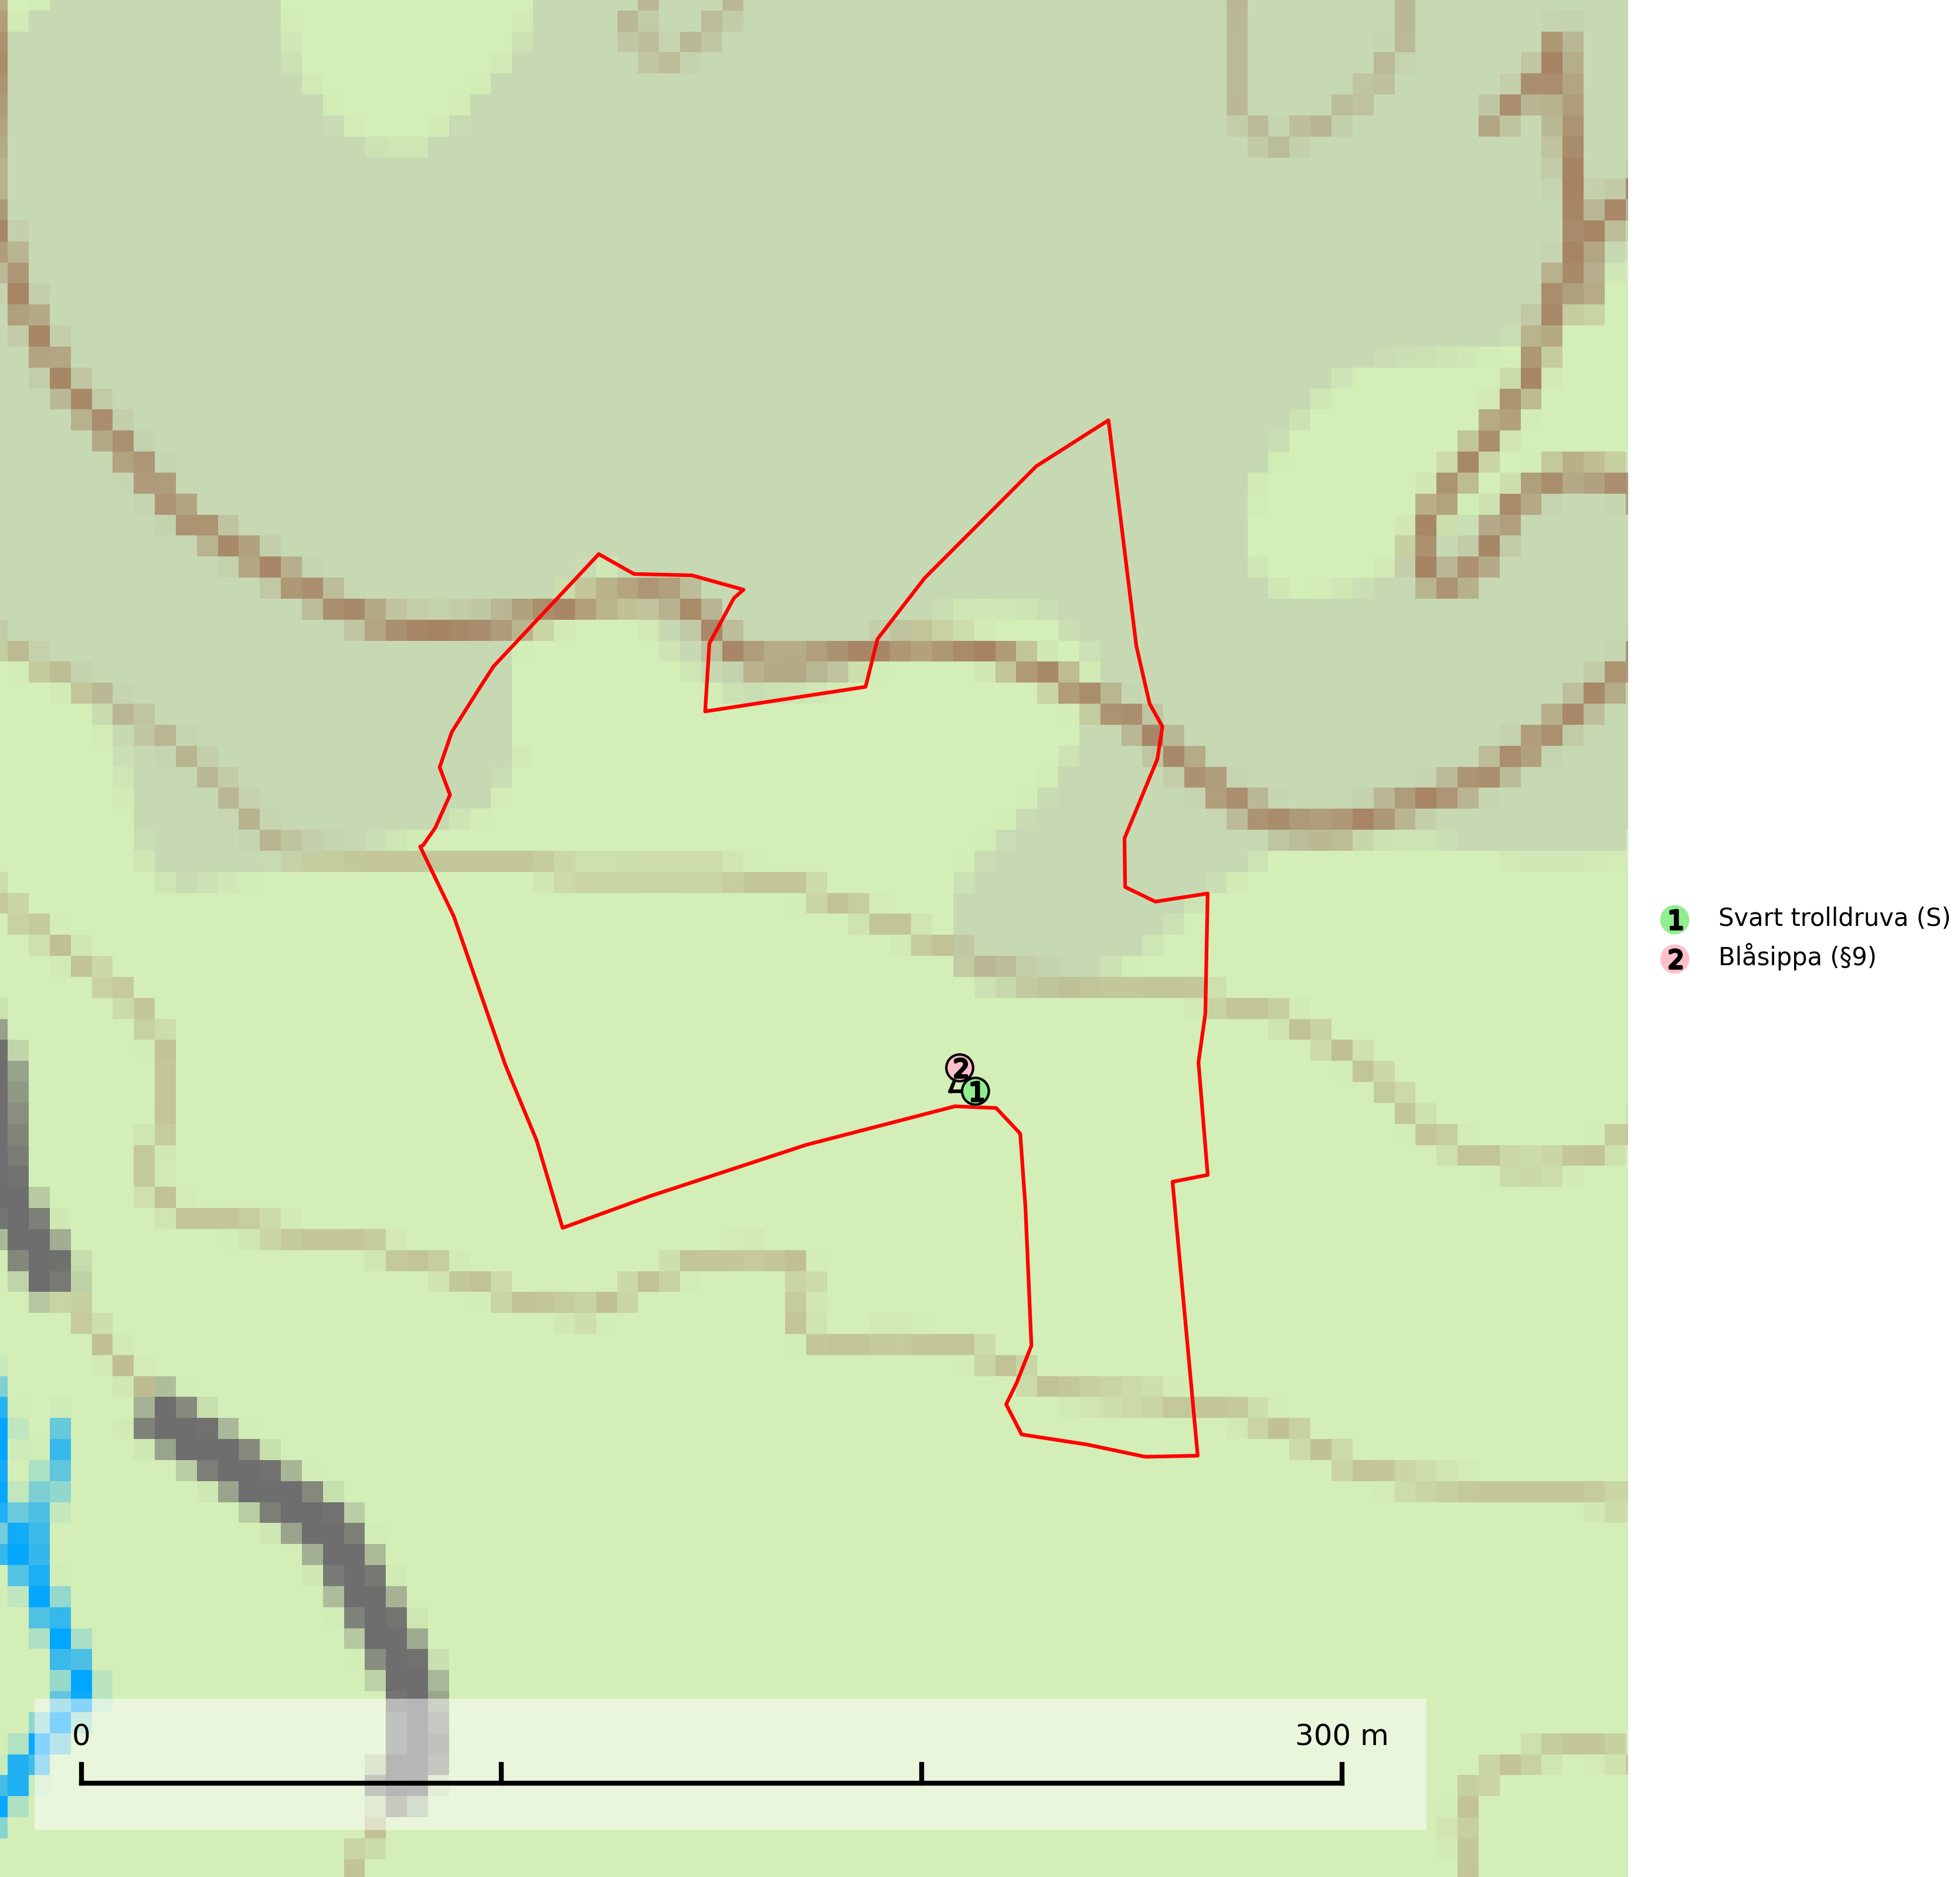 2
1
1 Svart trolldruva (S)
2 Blåsippa (§9)
0 300 m